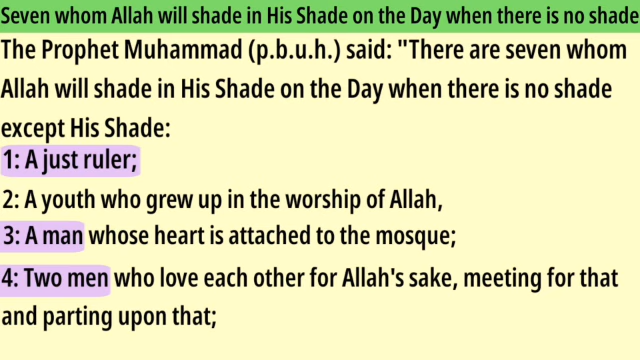 Seven whom Allah will shade in His Shade on the Day when there is no shade
The Prophet Muhammad (p.b.u.h.) said: "There are seven whom
Allah will shade in His Shade on the Day when there is no shade
except His Shade:
1: A just ruler;
2: A youth who grew up in the worship of Allah,
3: A man whose heart is attached to the mosque;
4: Two men who love each other for Allah's sake, meeting for that
and parting upon that;